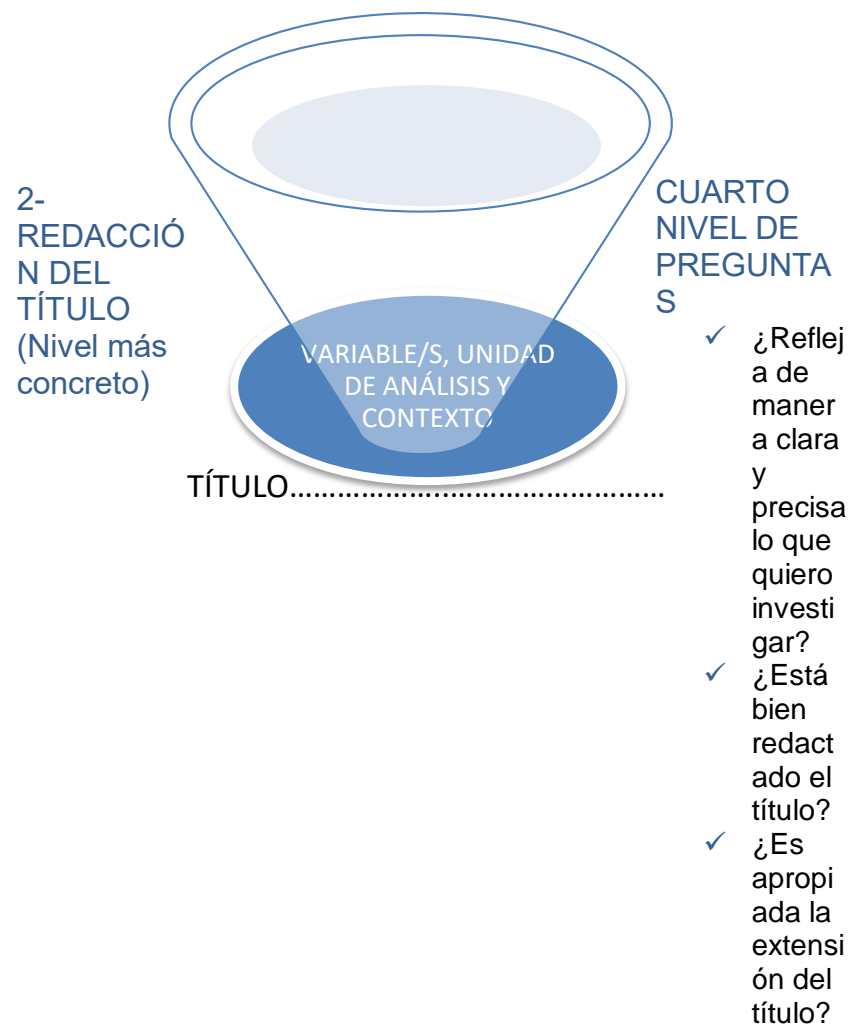 2-
REDACCIÓ
N DEL
TÍTULO
(Nivel más
concreto)
VARIABLE/S, UNIDAD
DE ANÁLISIS Y
CONTEXTO
TÍTULO………………..………………………
CUARTO
NIVEL DE
PREGUNTA
S
✓ ¿Reflej
a de
maner
a clara
y
precisa
lo que
quiero
investi
gar?
✓ ¿Está
bien
redact
ado el
título?
✓ ¿Es
apropi
ada la
extensi
ón del
título?